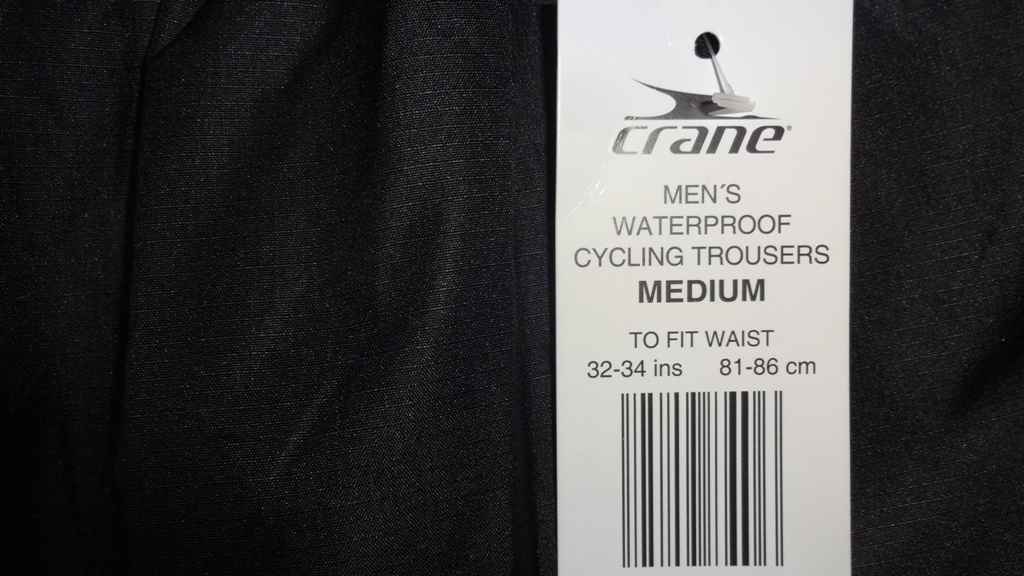 crane®
MEN´S
WATERPROOF
CYCLING TROUSERS
MEDIUM
TO FIT WAIST
32-34 ins 81-86 cm